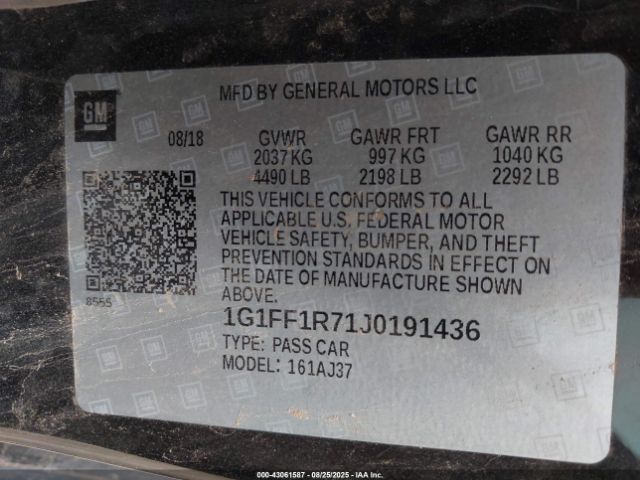 MFD BY GENERAL MOTORS LLC
GM
08/18 GVWR GAWR FRT GAWR RR
2037 KG 997 KG 1040 KG
4490 LB 2198 LB 2292 LB
THIS VEHICLE CONFORMS TO ALL
APPLICABLE U.S. FEDERAL MOTOR
VEHICLE SAFETY, BUMPER, AND THEFT
PREVENTION STANDARDS IN EFFECT ON
THE DATE OF MANUFACTURE SHOWN
ABOVE.
8555
1G1FF1R71J0191436
TYPE: PASS CAR
MODEL: 161AJ37
000-43061587 - 08/25/2025 - IAA Inc.